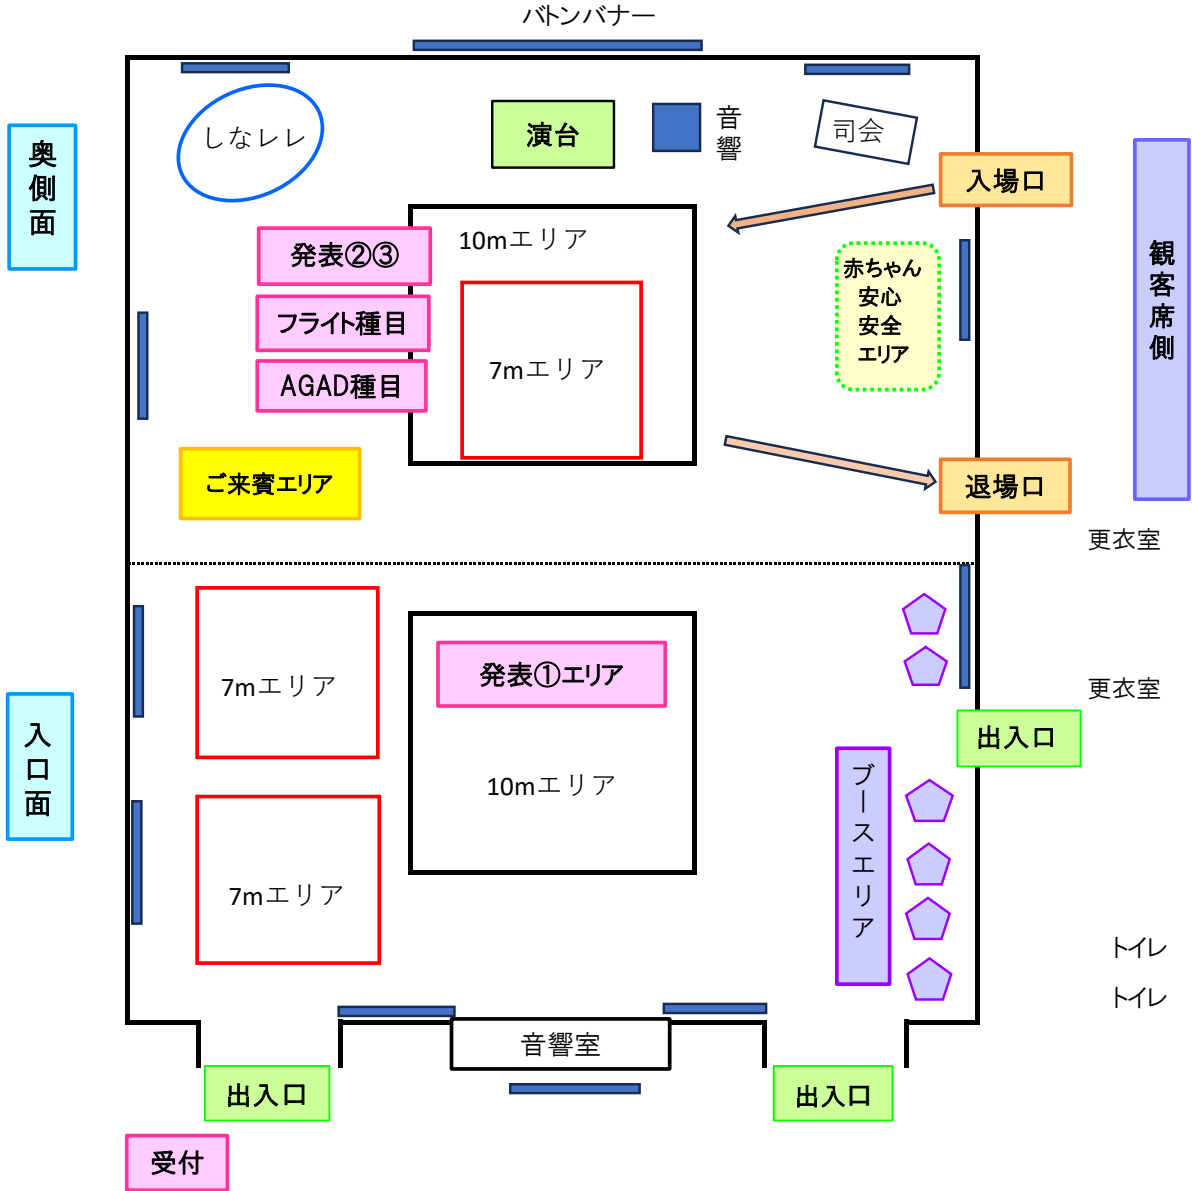 バトンバナー
しなレレ
演台
音響
司会
奥側面
入場口
観客席側
発表②③
10mエリア
フライト種目
赤ちゃん
安心
安全
エリア
7mエリア
AGAD種目
ご来賓エリア
退場口
更衣室
発表①エリア
7mエリア
更衣室
入口面
出入口
10mエリア
ブースエリア
7mエリア
トイレ
トイレ
音響室
出入口
出入口
受付